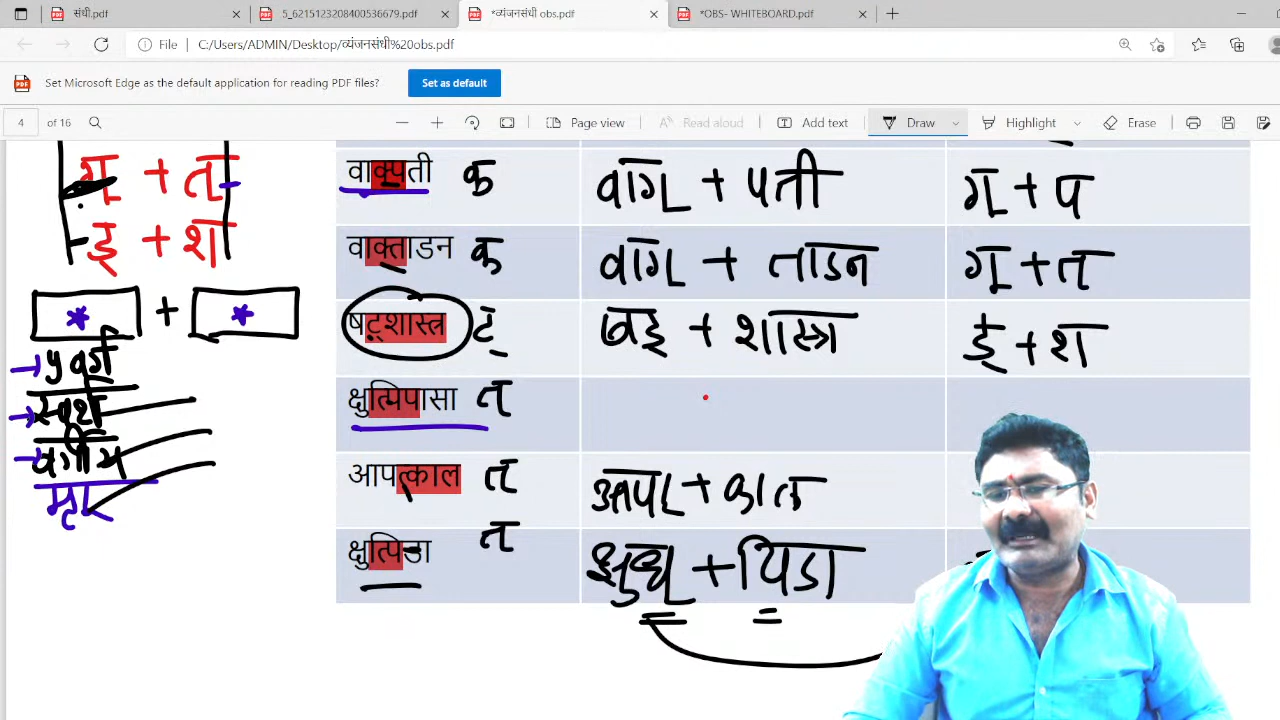 संधी.pdf
5_6215123208400536679.pdf
*व्यंजनसंधी obs.pdf
*OBS- WHITEBOARD.pdf
File
C:/Users/ADMIN/Desktop/व्यंजनसंधी%20obs.pdf
Set Microsoft Edge as the default application for reading PDF files?
Set as default
4 of 16
Page view
Read aloud
Add text
Draw
Highlight
Erase
ग् + त
ड् + श
* + *
मृदू
वाक्पती क् वाग् + पती ग् + प
वाक्ताडन क् वाग् + ताडन ग् + त
षट्शास्त्र ट् षड् + शास्त्र ड् + श
क्षुत्पिपासा त्
आपत्काल त् आपद् + काल
क्षुत्पिडा त् क्षुध् + पिडा